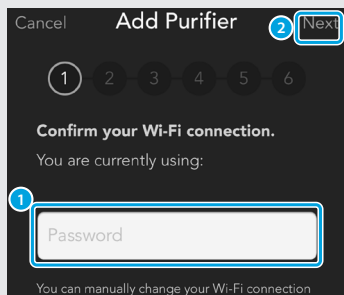 Cancel Add Purifier 2 Next
1 2 3 4 5 6
Confirm your Wi-Fi connection.
You are currently using:
1
Password
You can manually change your Wi-Fi connection